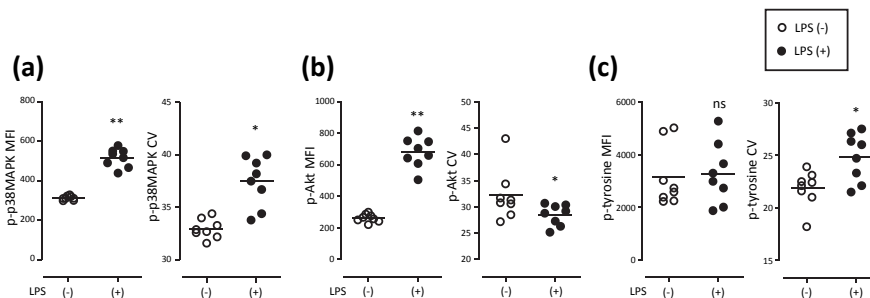 LPS (-)
LPS (+)
(a)
(b)
(c)
p-p38MAPK MFI
800
600
400
200
0
**
p-p38MAPK CV
45
40
35
30
*
p-Akt MFI
1000
800
600
400
200
0
**
p-Akt CV
50
45
40
35
30
25
20
*
p-tyrosine MFI
6000
4000
2000
0
ns
p-tyrosine CV
30
25
20
15
*
LPS (-) (+) (-) (+)
LPS (-) (+) (-) (+)
LPS (-) (+) (-) (+)